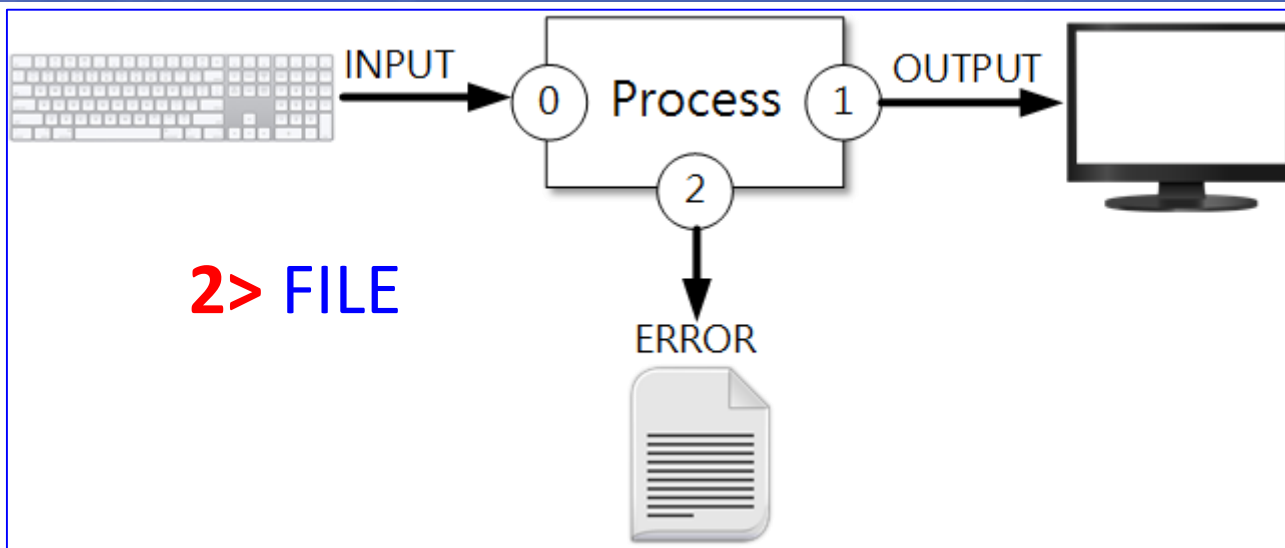 INPUT
0
Process
1
OUTPUT
2
2> FILE
ERROR